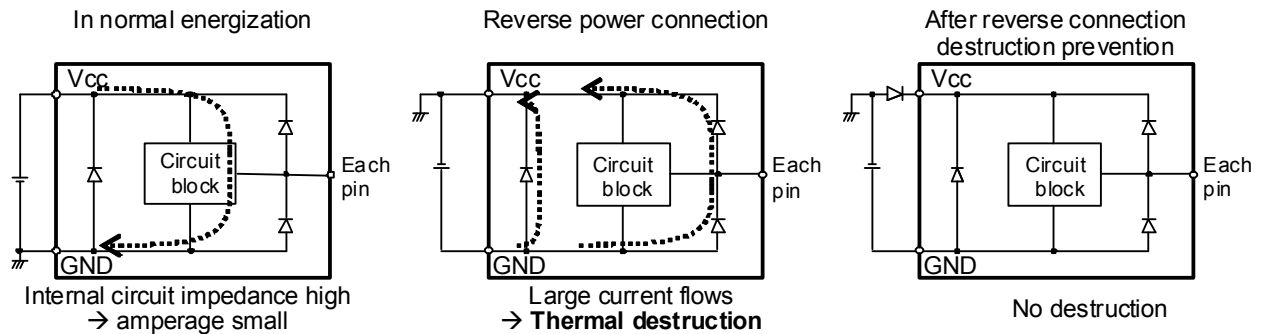 In normal energization
Vcc
Circuit
block
Each
pin
GND
Internal circuit impedance high
→ amperage small
Reverse power connection
Vcc
Circuit
block
Each
pin
GND
Large current flows
→ Thermal destruction
After reverse connection
destruction prevention
Vcc
Circuit
block
Each
pin
GND
No destruction